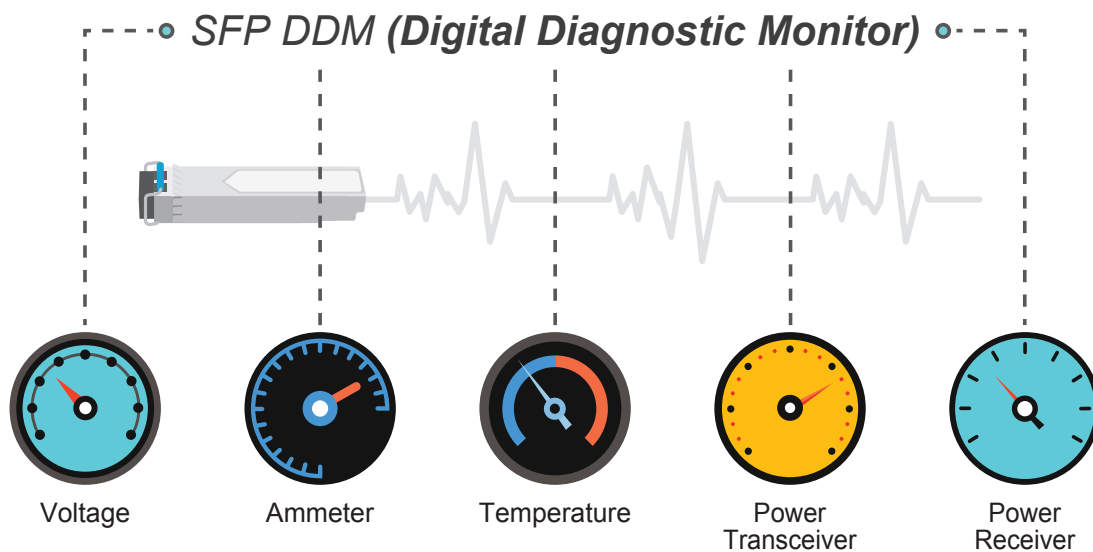 SFP DDM (Digital Diagnostic Monitor)
Voltage
Ammeter
Temperature
Power
Transceiver
Power
Receiver